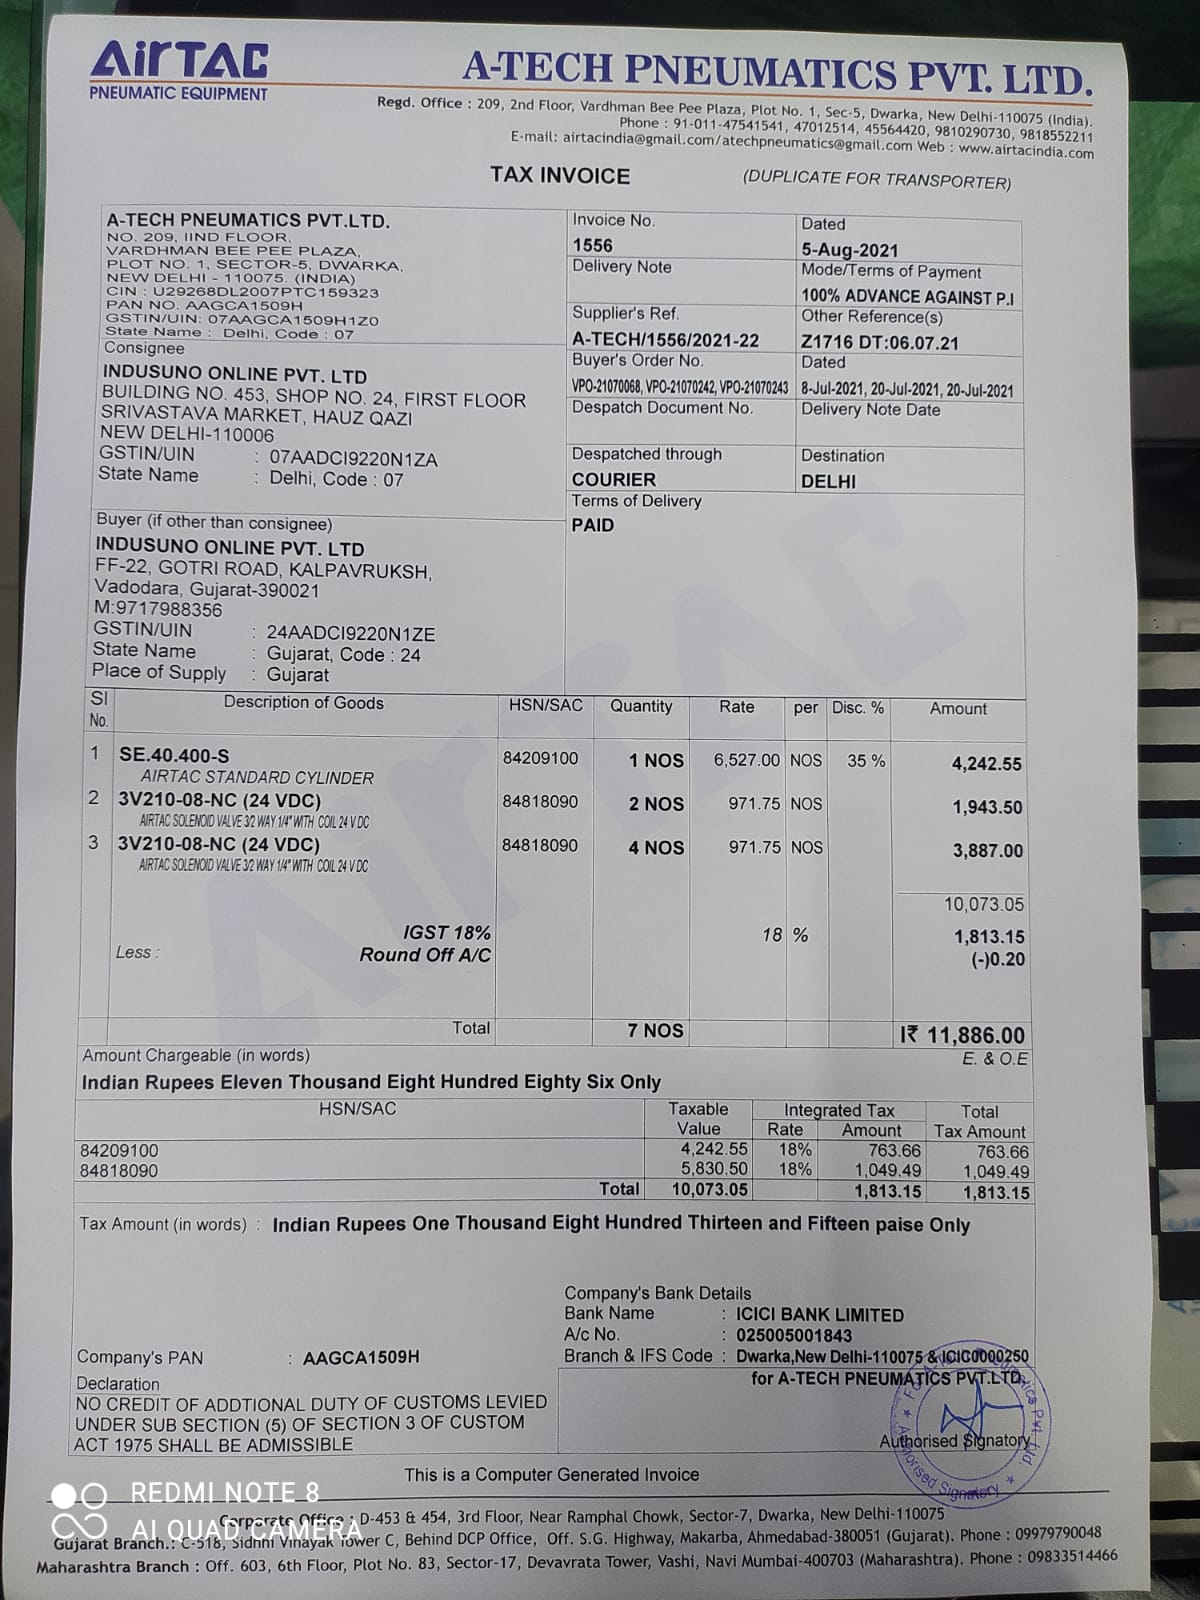 AirTAC
PNEUMATIC EQUIPMENT
A-TECH PNEUMATICS PVT. LTD.
Regd. Office : 209, 2nd Floor, Vardhman Bee Pee Plaza, Plot No. 1, Sec-5, Dwarka, New Delhi-110075 (India).
Phone : 91-011-47541541, 47012514, 45564420, 9810290730, 9818552211
E-mail: airtacindia@gmail.com/atechpneumatics@gmail.com Web : www.airtacindia.com
TAX INVOICE (DUPLICATE FOR TRANSPORTER)
A-TECH PNEUMATICS PVT.LTD.
NO. 209, IIND FLOOR,
VARDHMAN BEE PEE PLAZA,
PLOT NO. 1, SECTOR-5, DWARKA,
NEW DELHI - 110075. (INDIA)
CIN : U29268DL2007PTC159323
PAN NO. AAGCA1509H
GSTIN/UIN: 07AAGCA1509H1Z0
State Name : Delhi, Code : 07
Invoice No. Dated
1556 5-Aug-2021
Delivery Note Mode/Terms of Payment
100% ADVANCE AGAINST P.I
Supplier's Ref. Other Reference(s)
A-TECH/1556/2021-22 Z1716 DT:06.07.21
Buyer's Order No. Dated
VPO-21070068, VPO-21070242, VPO-21070243 8-Jul-2021, 20-Jul-2021, 20-Jul-2021
Despatch Document No. Delivery Note Date
Despatched through Destination
COURIER DELHI
Terms of Delivery
PAID
Consignee
INDUSUNO ONLINE PVT. LTD
BUILDING NO. 453, SHOP NO. 24, FIRST FLOOR
SRIVASTAVA MARKET, HAUZ QAZI
NEW DELHI-110006
GSTIN/UIN : 07AADCI9220N1ZA
State Name : Delhi, Code : 07
Buyer (if other than consignee)
INDUSUNO ONLINE PVT. LTD
FF-22, GOTRI ROAD, KALPAVRUKSH,
Vadodara, Gujarat-390021
M:9717988356
GSTIN/UIN : 24AADCI9220N1ZE
State Name : Gujarat, Code : 24
Place of Supply : Gujarat
AirTAC
Sl No. Description of Goods HSN/SAC Quantity Rate per Disc. % Amount
1 SE.40.400-S 84209100 1 NOS 6,527.00 NOS 35 % 4,242.55
AIRTAC STANDARD CYLINDER
2 3V210-08-NC (24 VDC) 84818090 2 NOS 971.75 NOS 1,943.50
AIRTAC SOLENOID VALVE 3/2 WAY 1/4" WITH COIL 24 V DC
3 3V210-08-NC (24 VDC) 84818090 4 NOS 971.75 NOS 3,887.00
AIRTAC SOLENOID VALVE 3/2 WAY 1/4" WITH COIL 24 V DC
10,073.05
IGST 18% 18 % 1,813.15
Less : Round Off A/C (-)0.20
Total 7 NOS I₹ 11,886.00
Amount Chargeable (in words) E. & O.E
Indian Rupees Eleven Thousand Eight Hundred Eighty Six Only
HSN/SAC Taxable Value Integrated Tax Total Tax Amount
Rate Amount
84209100 4,242.55 18% 763.66 763.66
84818090 5,830.50 18% 1,049.49 1,049.49
Total 10,073.05 1,813.15 1,813.15
Tax Amount (in words) : Indian Rupees One Thousand Eight Hundred Thirteen and Fifteen paise Only
Company's Bank Details
Bank Name : ICICI BANK LIMITED
A/c No. : 025005001843
Branch & IFS Code : Dwarka,New Delhi-110075 & ICIC0000250
Company's PAN : AAGCA1509H
Declaration
NO CREDIT OF ADDTIONAL DUTY OF CUSTOMS LEVIED
UNDER SUB SECTION (5) OF SECTION 3 OF CUSTOM
ACT 1975 SHALL BE ADMISSIBLE
for A-TECH PNEUMATICS PVT.LTD.
Authorised Signatory
Authorised Signatory
This is a Computer Generated Invoice
Corporate Office : D-453 & 454, 3rd Floor, Near Ramphal Chowk, Sector-7, Dwarka, New Delhi-110075
Gujarat Branch.: C-518, Sidhhi Vinayak Tower C, Behind DCP Office, Off. S.G. Highway, Makarba, Ahmedabad-380051 (Gujarat). Phone : 09979790048
Maharashtra Branch : Off. 603, 6th Floor, Plot No. 83, Sector-17, Devavrata Tower, Vashi, Navi Mumbai-400703 (Maharashtra). Phone : 09833514466
REDMI NOTE 8
AI QUAD CAMERA